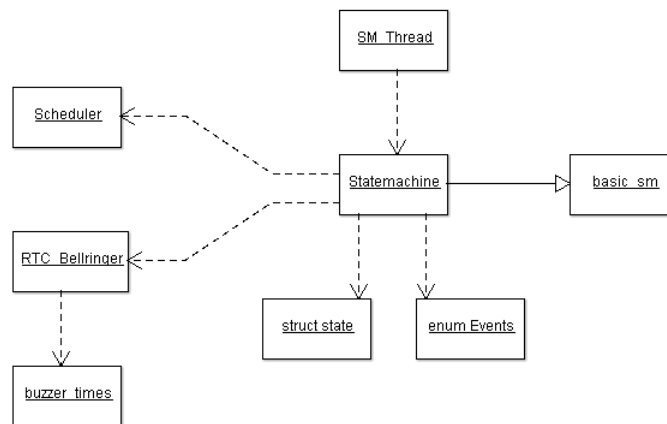 SM_Thread
Scheduler
Statemachine
basic_sm
RTC_Bellringer
struct state
enum Events
buzzer_times